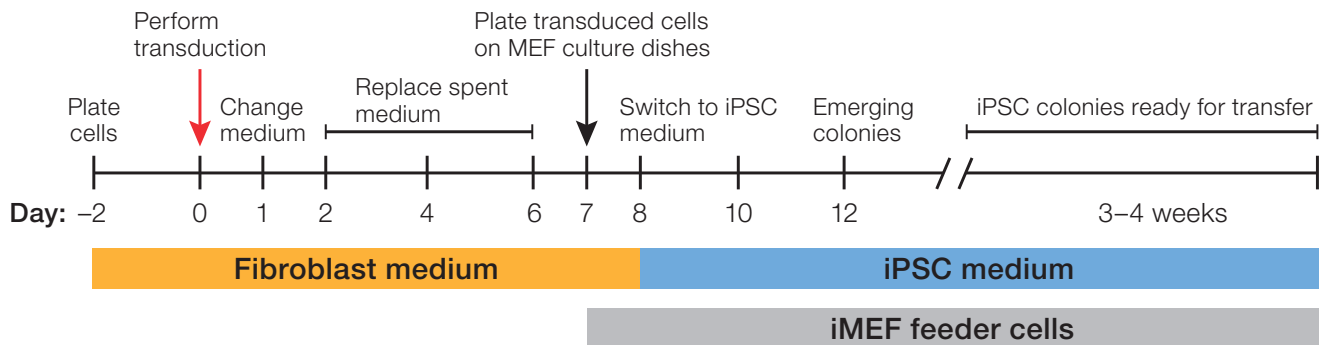 Perform
transduction
Plate transduced cells
on MEF culture dishes
Plate
cells
Change
medium
Replace spent
medium
Switch to iPSC
medium
Emerging
colonies
iPSC colonies ready for transfer
Day: –2 0 1 2 4 6 7 8 10 12 3–4 weeks
Fibroblast medium
iPSC medium
iMEF feeder cells